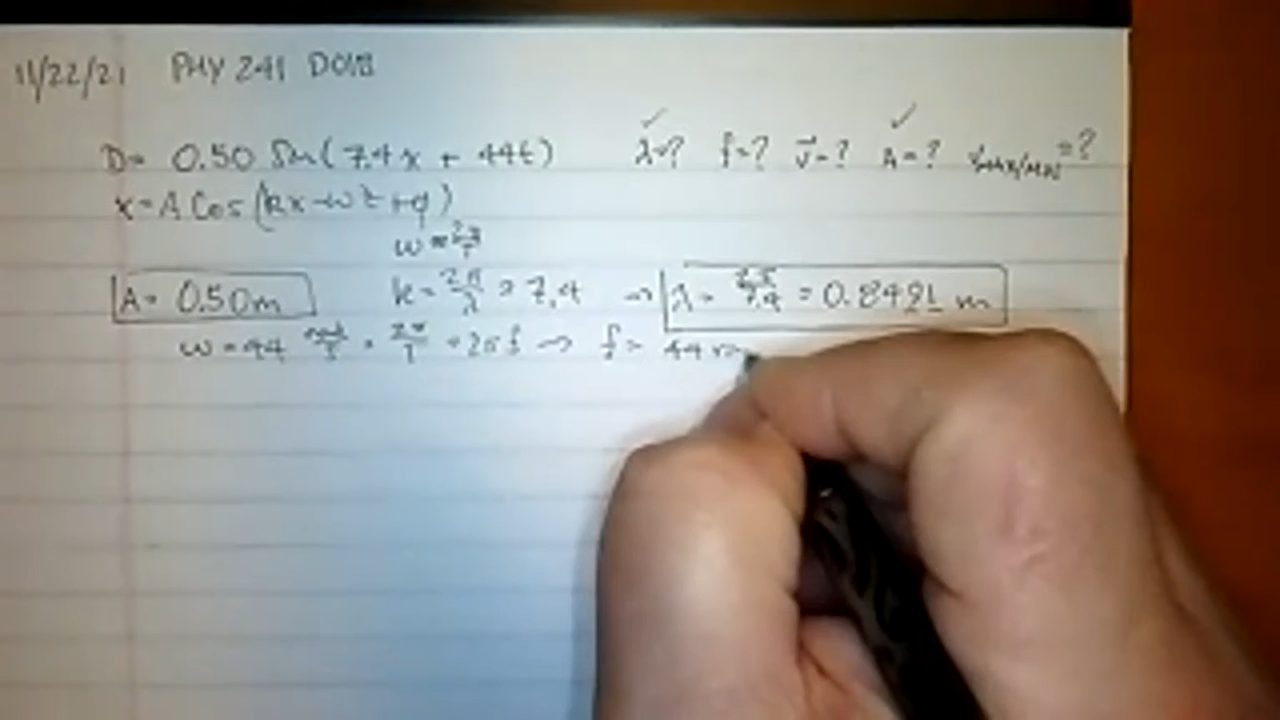 11/22/21 PHY 241 D018
D= 0.50 Sin(7.4x + 44t) λ=? f=? v⃗=? A=? VMAX/MIN=?
x=A Cos(kx-wt+φ)
w=2π/T
A= 0.50m k=2π/λ=7.4 → λ=2π/7.4=0.8491 m
w=44 rad/s=2π/T=2πf → f= 44